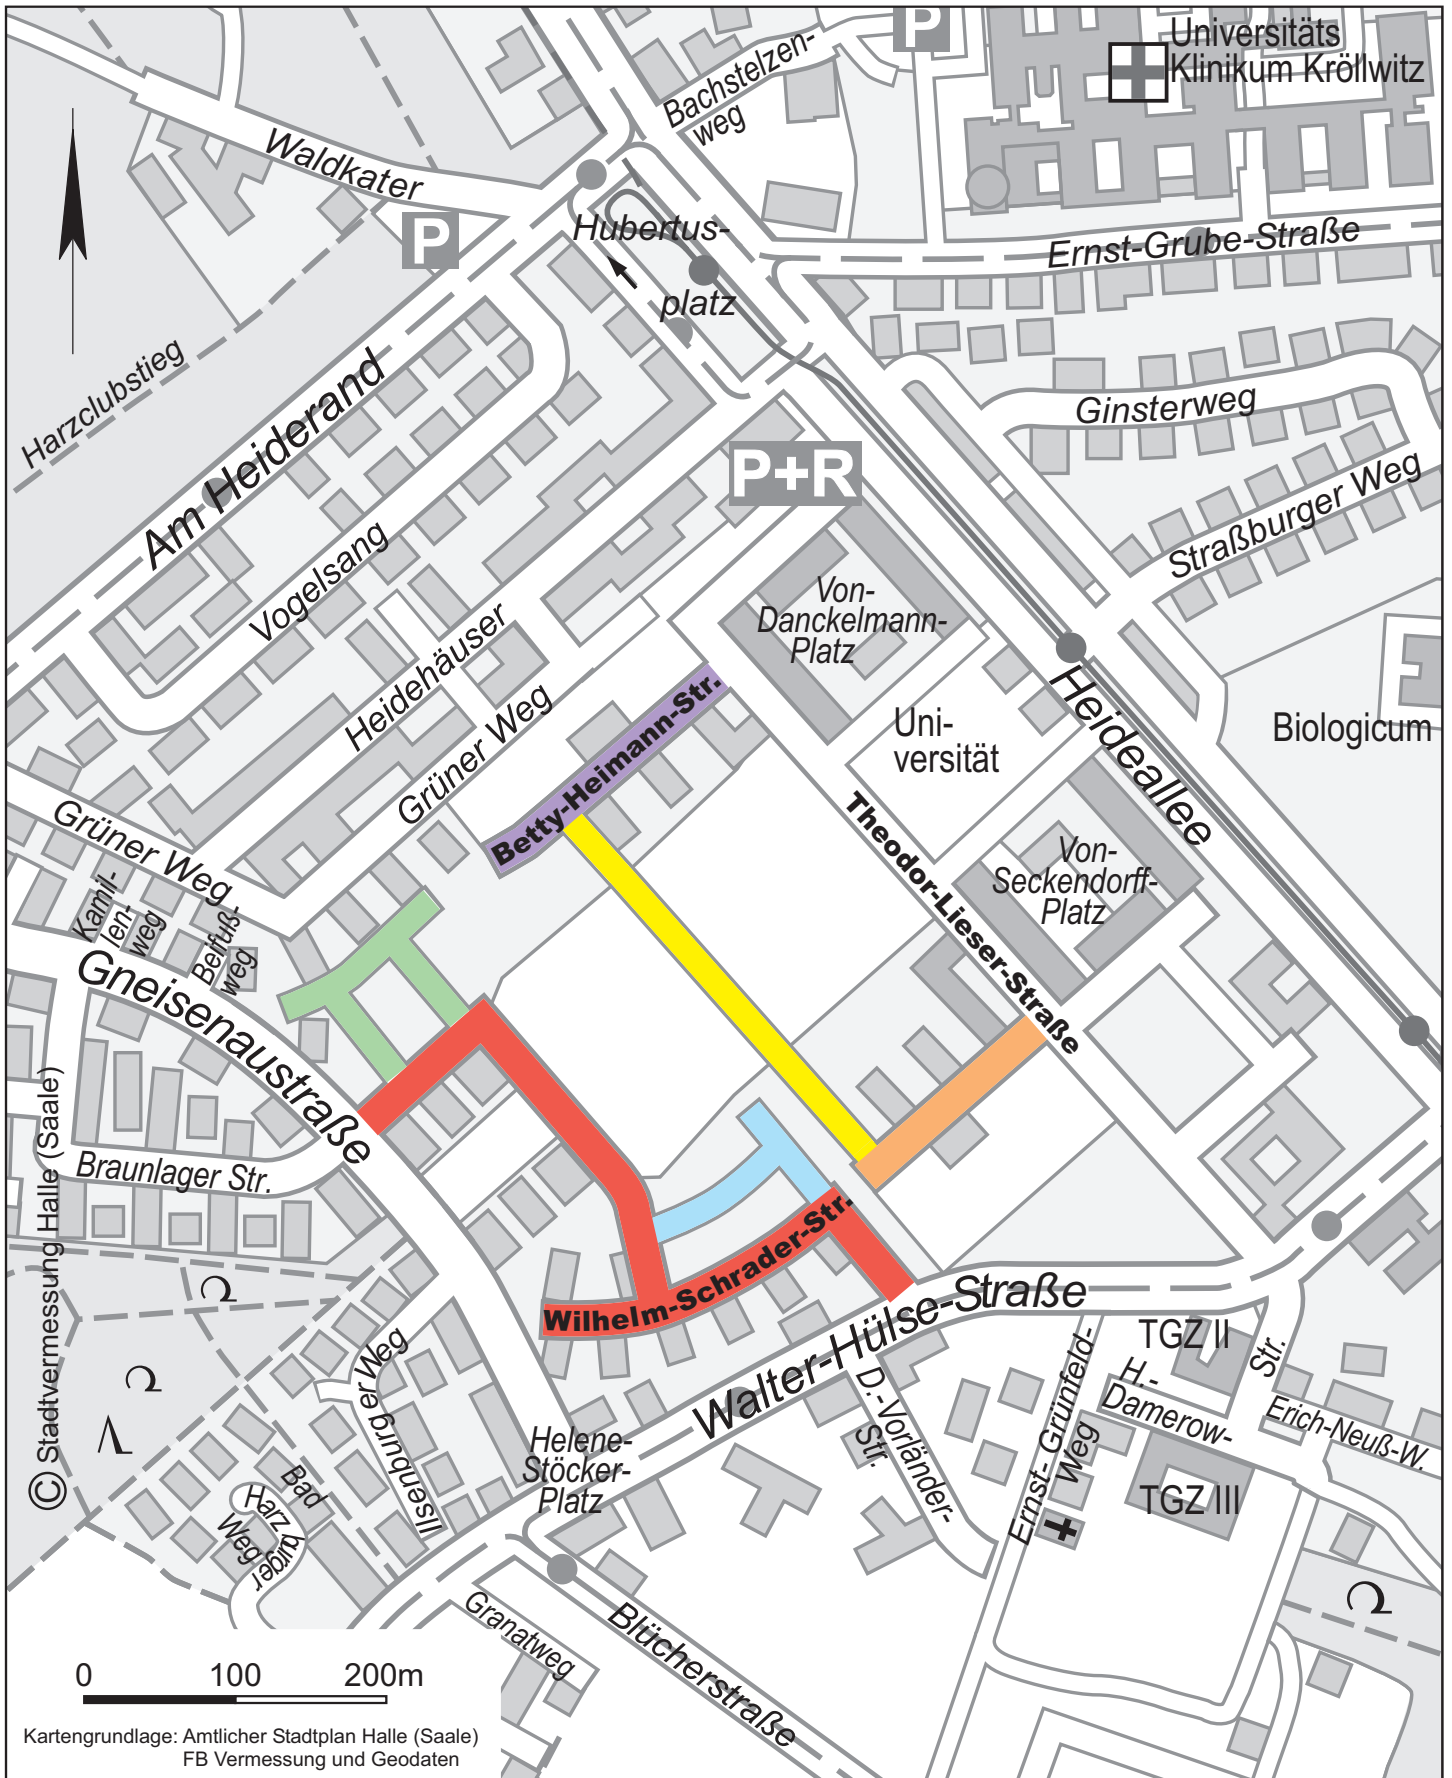 P
Universitäts
Klinikum Kröllwitz
Bachstelzen-
weg
Waldkater
P
Hubertus-
platz
Ernst-Grube-Straße
Harzclubstieg
Am Heiderand
Ginsterweg
P+R
Straßburger Weg
Vogelsang
Von-
Danckelmann-
Platz
Heidehäuser
Grüner Weg
Betty-Heimann-Str.
Uni-
versität
Heideallee
Biologicum
Theodor-Lieser-Straße
Von-
Seckendorff-
Platz
Grüner Weg
Kamil-
len-
weg
Beifuß-
weg
Gneisenaustraße
Braunlager Str.
Wilhelm-Schrader-Str.
Walter-Hülse-Straße
TGZ II
H.-
Damerow-
Str.
Erich-Neuß-W.
TGZ III
Ernst-Grünfeld-
Weg
D.-Vorländer-
Str.
Helene-
Stöcker-
Platz
Ilsenburger Weg
Bad
Harzburger
Weg
Granatweg
Blücherstraße
© Stadtvermessung Halle (Saale)
0 100 200m
Kartengrundlage: Amtlicher Stadtplan Halle (Saale)
FB Vermessung und Geodaten